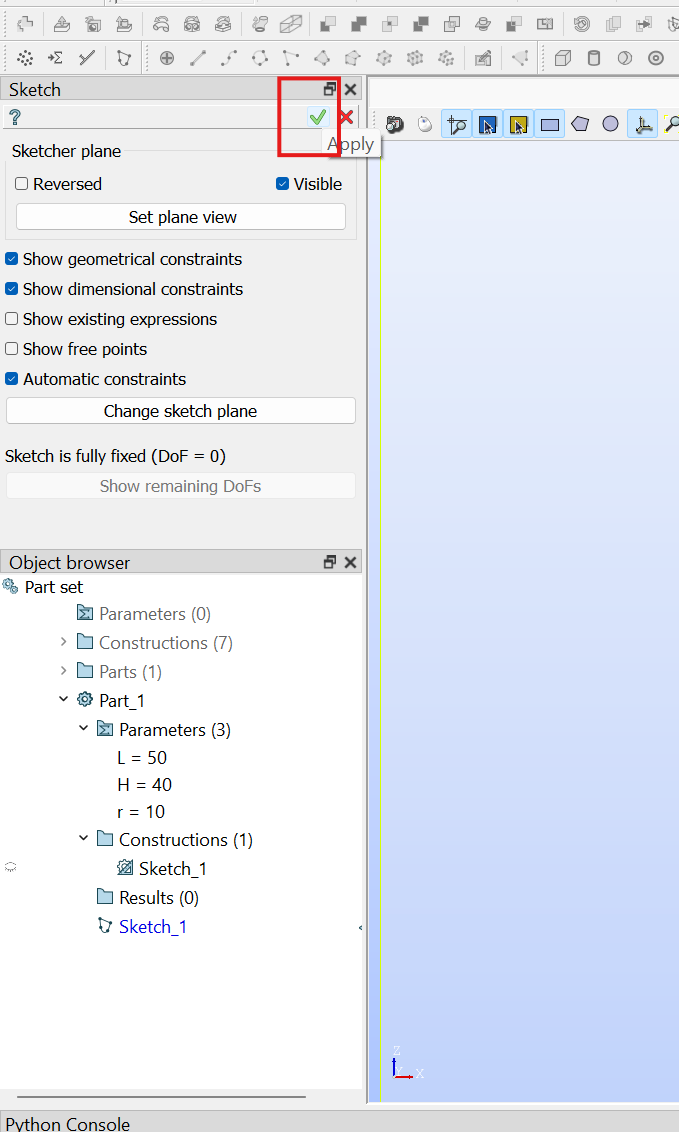 Sketch
?
Apply
Sketcher plane
Reversed
Visible
Set plane view
Show geometrical constraints
Show dimensional constraints
Show existing expressions
Show free points
Automatic constraints
Change sketch plane
Sketch is fully fixed (DoF = 0)
Show remaining DoFs
Object browser
Part set
Parameters (0)
Constructions (7)
Parts (1)
Part_1
Parameters (3)
L = 50
H = 40
r = 10
Constructions (1)
Sketch_1
Results (0)
Sketch_1
Z
X
Python Console